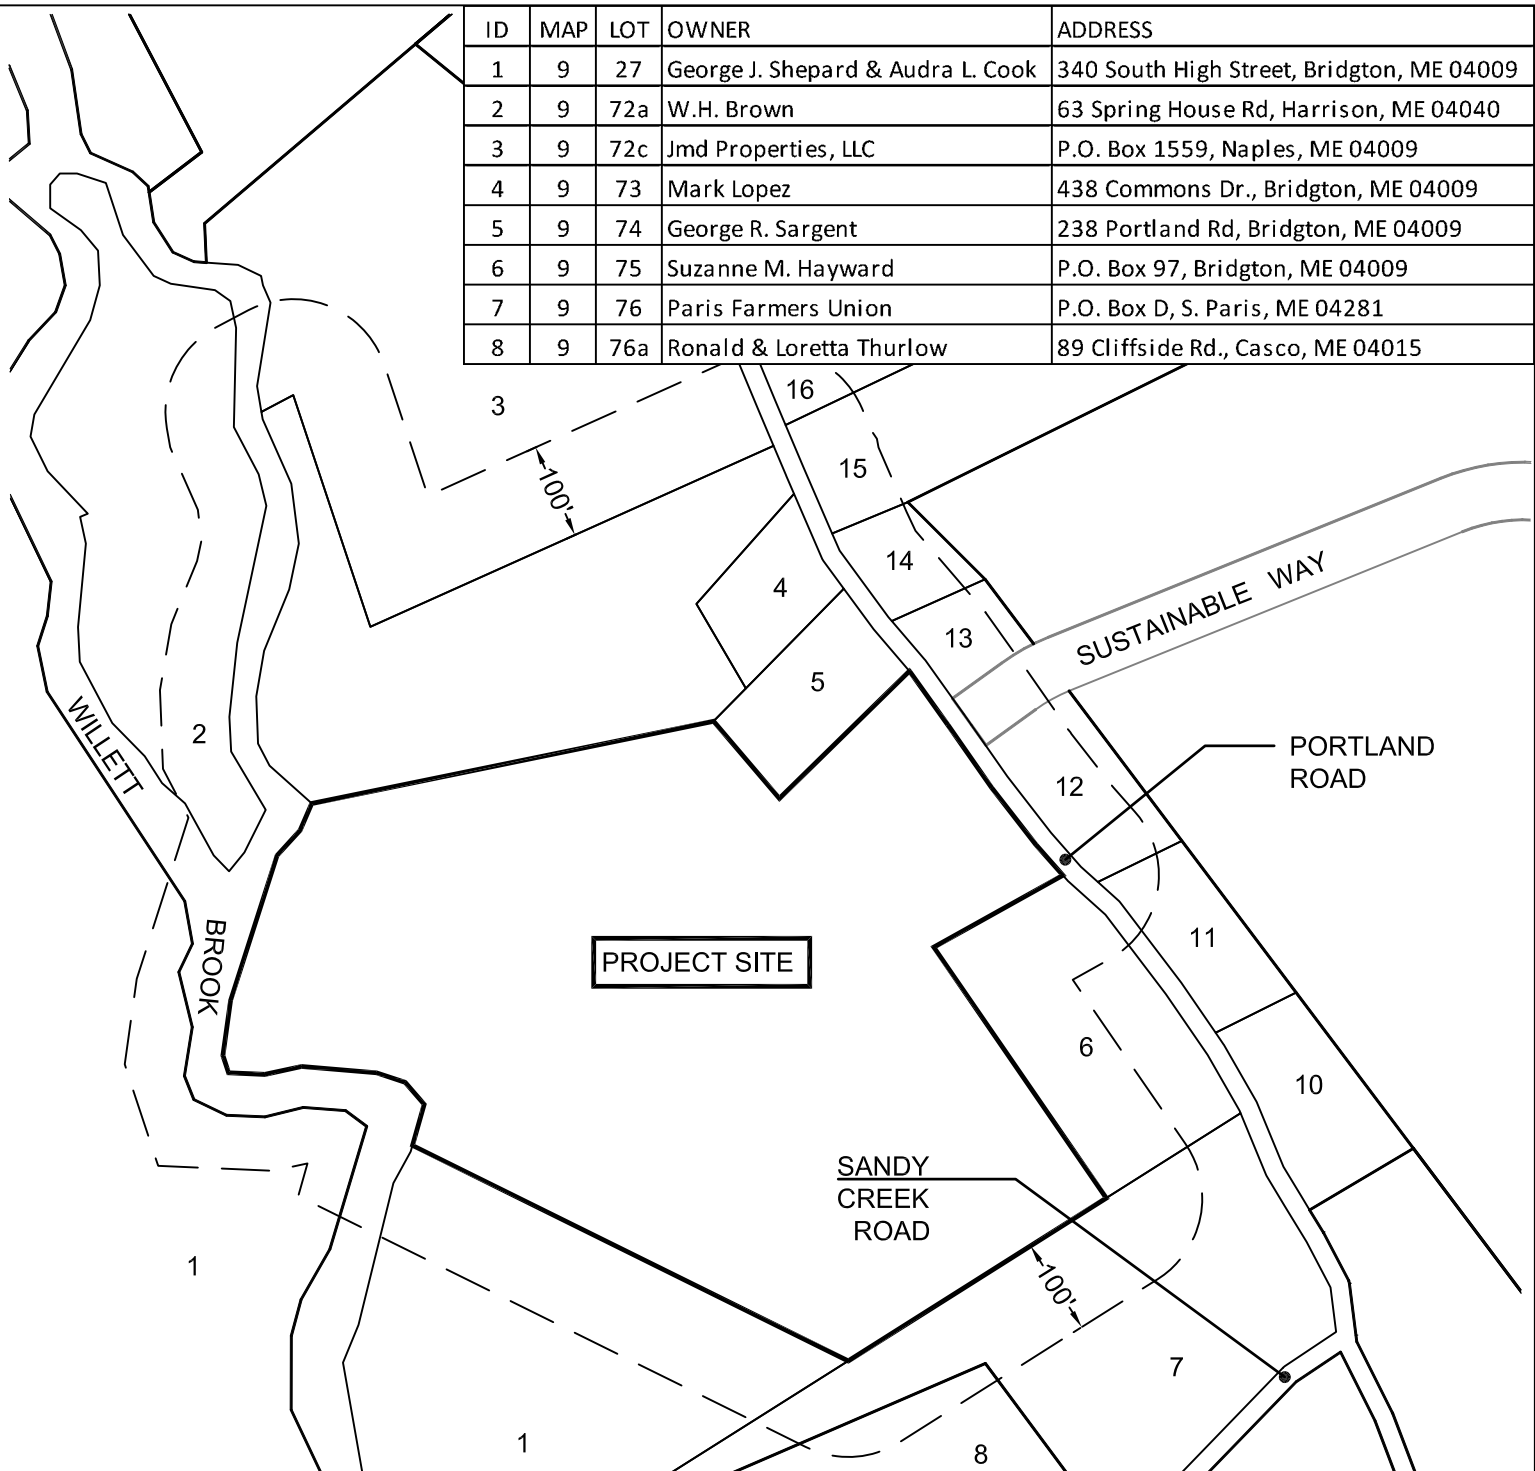 ID MAP LOT OWNER ADDRESS
1 9 27 George J. Shepard & Audra L. Cook 340 South High Street, Bridgton, ME 04009
2 9 72a W.H. Brown 63 Spring House Rd, Harrison, ME 04040
3 9 72c Jmd Properties, LLC P.O. Box 1559, Naples, ME 04009
4 9 73 Mark Lopez 438 Commons Dr., Bridgton, ME 04009
5 9 74 George R. Sargent 238 Portland Rd, Bridgton, ME 04009
6 9 75 Suzanne M. Hayward P.O. Box 97, Bridgton, ME 04009
7 9 76 Paris Farmers Union P.O. Box D, S. Paris, ME 04281
8 9 76a Ronald & Loretta Thurlow 89 Cliffside Rd., Casco, ME 04015
16
3
15
100'
14
4
13
SUSTAINABLE WAY
5
2
WILLETT
PORTLAND
ROAD
12
BROOK
11
PROJECT SITE
6
10
SANDY
CREEK
ROAD
1
100'
7
1
8